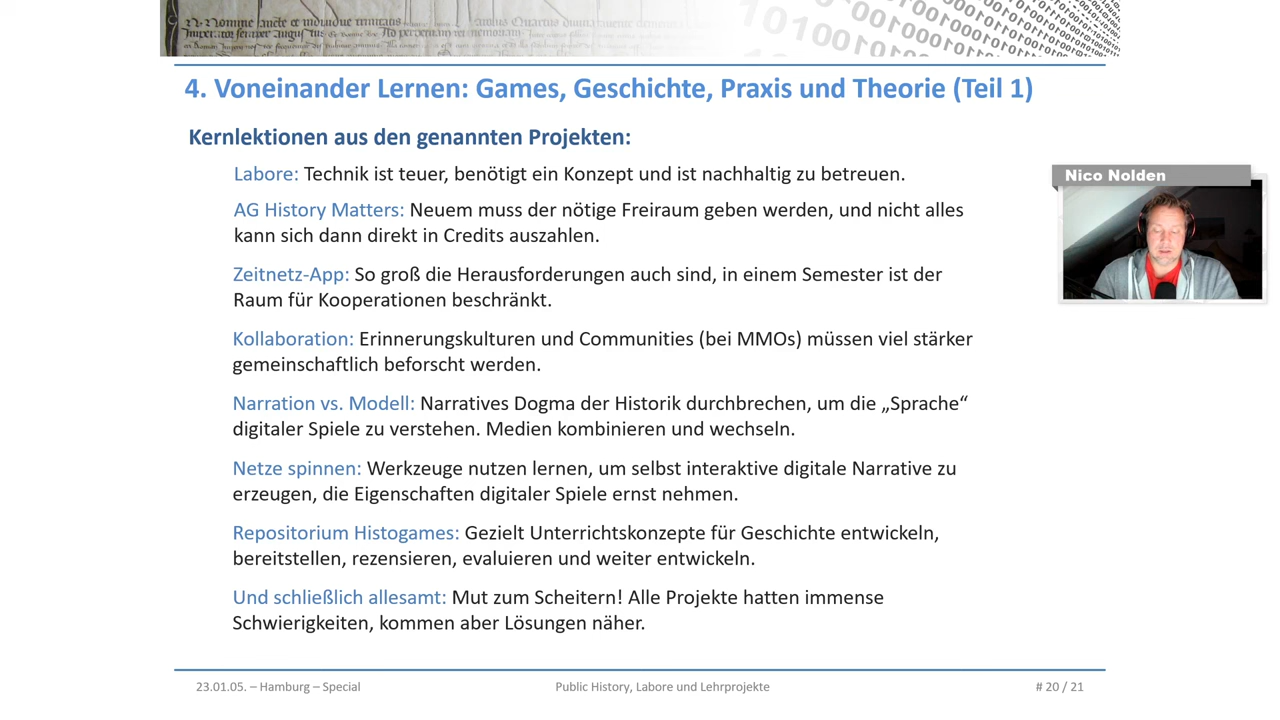 4. Voneinander Lernen: Games, Geschichte, Praxis und Theorie (Teil 1)
Kernlektionen aus den genannten Projekten:
Labore: Technik ist teuer, benötigt ein Konzept und ist nachhaltig zu betreuen.
Nico Nolden
AG History Matters: Neuem muss der nötige Freiraum geben werden, und nicht alles
kann sich dann direkt in Credits auszahlen.
Zeitnetz-App: So groß die Herausforderungen auch sind, in einem Semester ist der
Raum für Kooperationen beschränkt.
Kollaboration: Erinnerungskulturen und Communities (bei MMOs) müssen viel stärker
gemeinschaftlich beforscht werden.
Narration vs. Modell: Narratives Dogma der Historik durchbrechen, um die „Sprache“
digitaler Spiele zu verstehen. Medien kombinieren und wechseln.
Netze spinnen: Werkzeuge nutzen lernen, um selbst interaktive digitale Narrative zu
erzeugen, die Eigenschaften digitaler Spiele ernst nehmen.
Repositorium Histogames: Gezielt Unterrichtskonzepte für Geschichte entwickeln,
bereitstellen, rezensieren, evaluieren und weiter entwickeln.
Und schließlich allesamt: Mut zum Scheitern! Alle Projekte hatten immense
Schwierigkeiten, kommen aber Lösungen näher.
23.01.05. – Hamburg – Special
Public History, Labore und Lehrprojekte
# 20 / 21